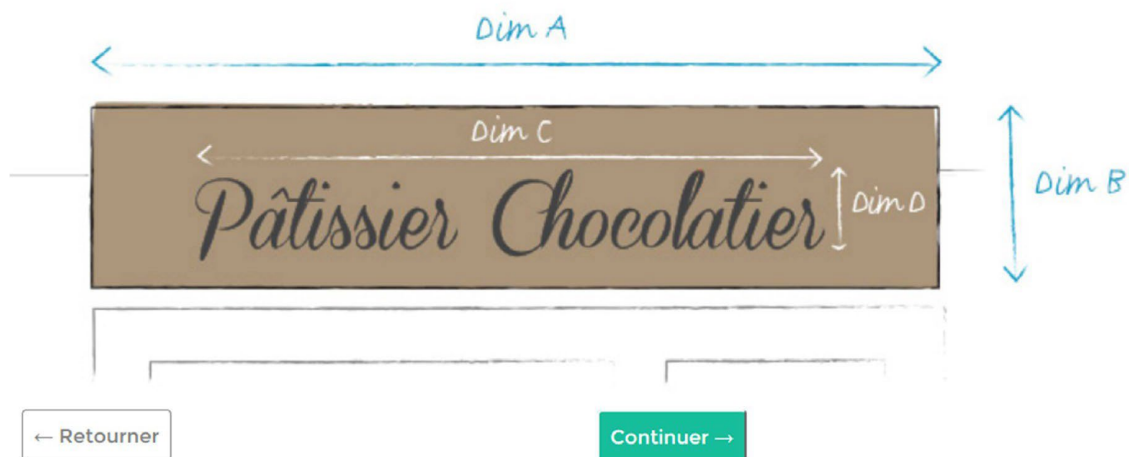 Dim A
Dim C
Pâtissier Chocolatier
Dim D
Dim B
← Retourner
Continuer →